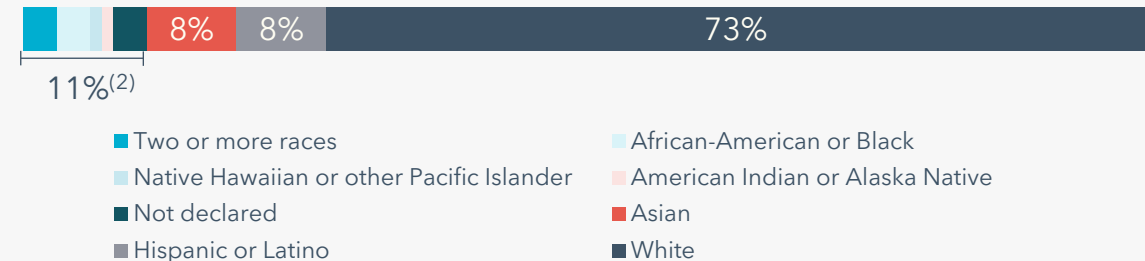 8% 8% 73%
11%(2)
Two or more races African-American or Black
Native Hawaiian or other Pacific Islander American Indian or Alaska Native
Not declared Asian
Hispanic or Latino White